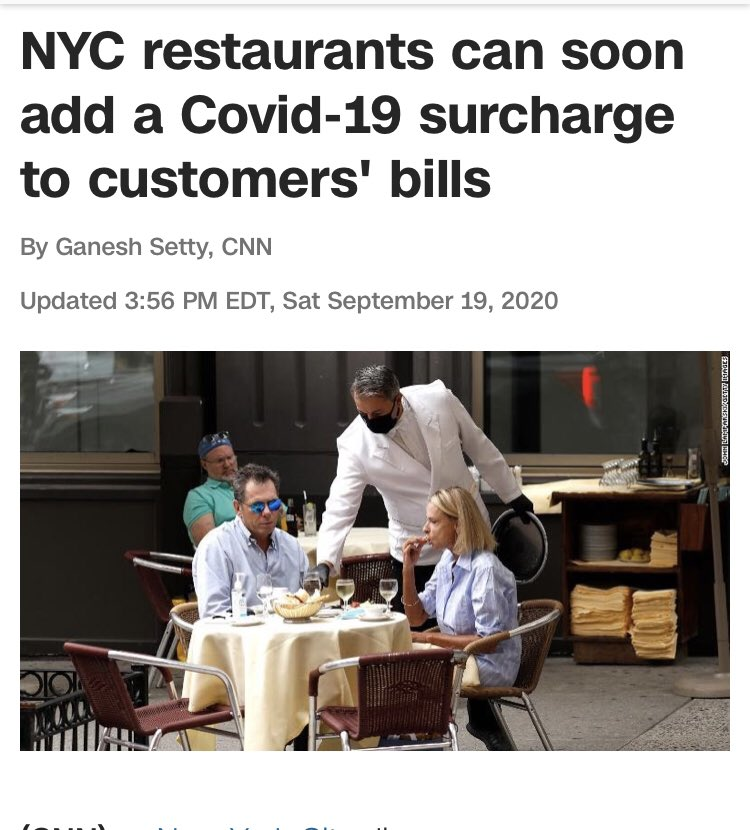 NYC restaurants can soon
add a Covid-19 surcharge
to customers' bills
By Ganesh Setty, CNN
Updated 3:56 PM EDT, Sat September 19, 2020
JOHN LAMPARSKI/GETTY IMAGES